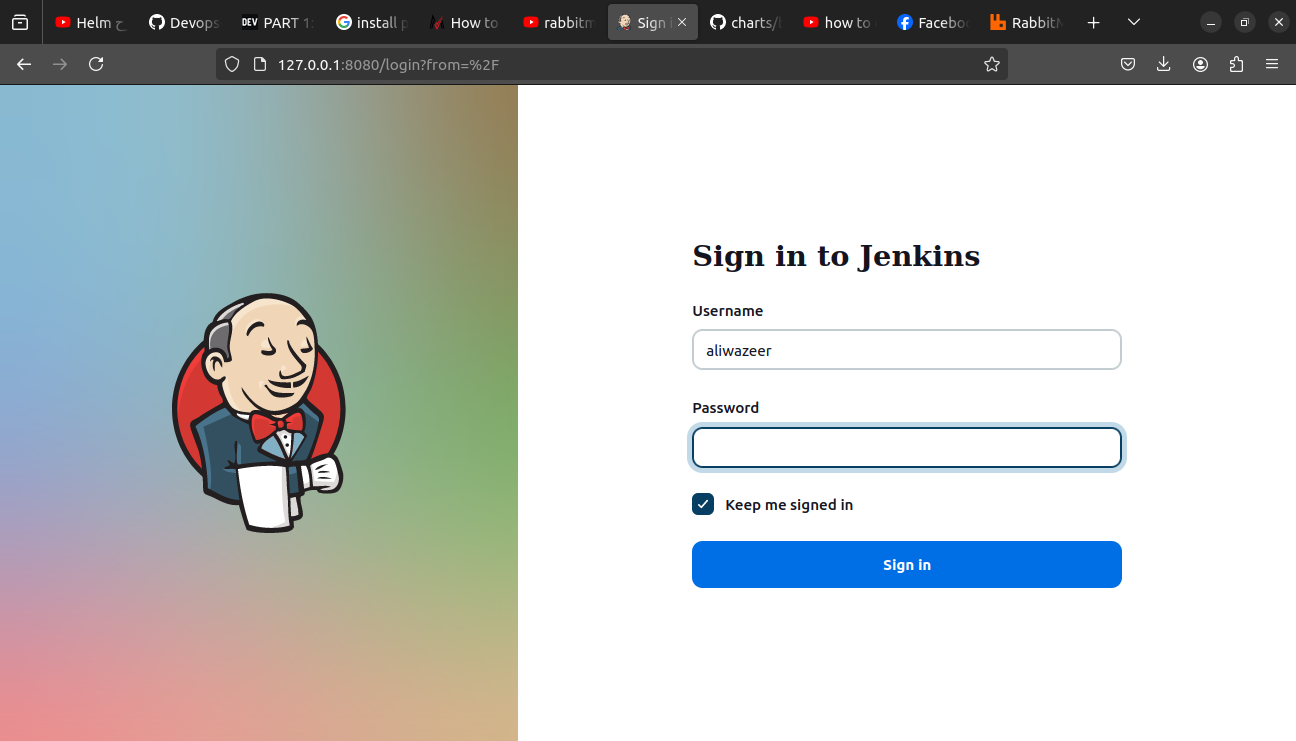 Helm ح
Devops
DEV PART 1:
install p
How to
rabbitm
Sign i
charts/
how to
Facebo
Rabbit
127.0.0.1:8080/login?from=%2F
Sign in to Jenkins
Username
aliwazeer
Password
Keep me signed in
Sign in